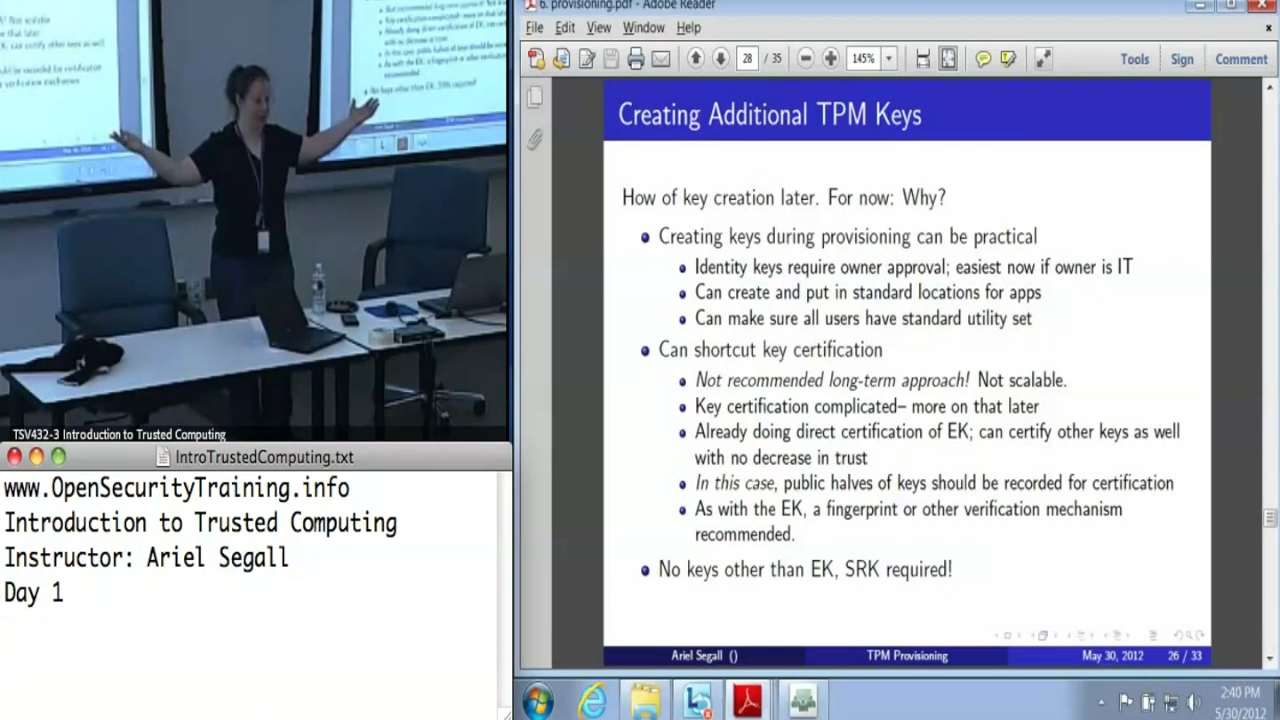 6. provisioning.pdf - Adobe Reader
File Edit View Window Help
28 / 35
145%
Tools Sign Comment
Creating Additional TPM Keys
How of key creation later. For now: Why?
Creating keys during provisioning can be practical
Identity keys require owner approval; easiest now if owner is IT
Can create and put in standard locations for apps
Can make sure all users have standard utility set
Can shortcut key certification
Not recommended long-term approach! Not scalable.
Key certification complicated– more on that later
Already doing direct certification of EK; can certify other keys as well
with no decrease in trust
In this case, public halves of keys should be recorded for certification
As with the EK, a fingerprint or other verification mechanism
recommended.
No keys other than EK, SRK required!
Ariel Segall ()
TPM Provisioning
May 30, 2012
26 / 33
2:40 PM
5/30/2012
TSV432-3 Introduction to Trusted Computing
IntroTrustedComputing.txt
www.OpenSecurityTraining.info
Introduction to Trusted Computing
Instructor: Ariel Segall
Day 1